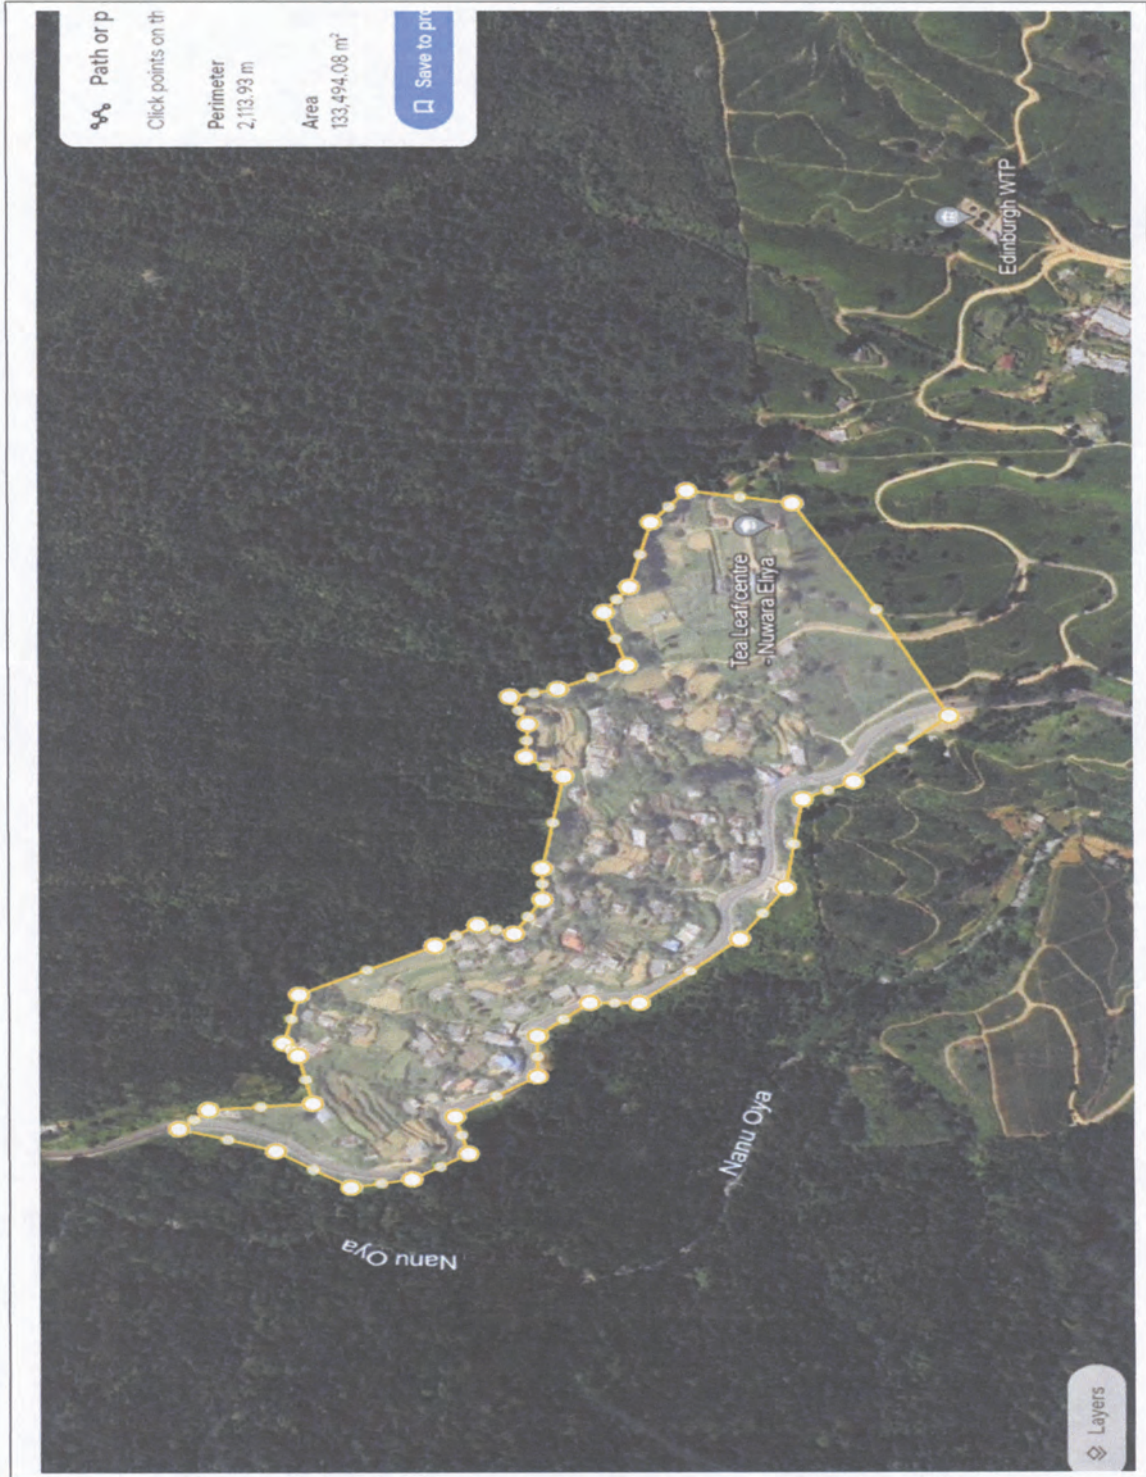 Path or p
Click points on th
Perimeter
2,113.93 m
Area
133,494.08 m²
Save to pro
Edinburgh WTP
Tea Leaf centre
- Nuwara Eliya
Nanu Oya
Nanu Oya
Layers